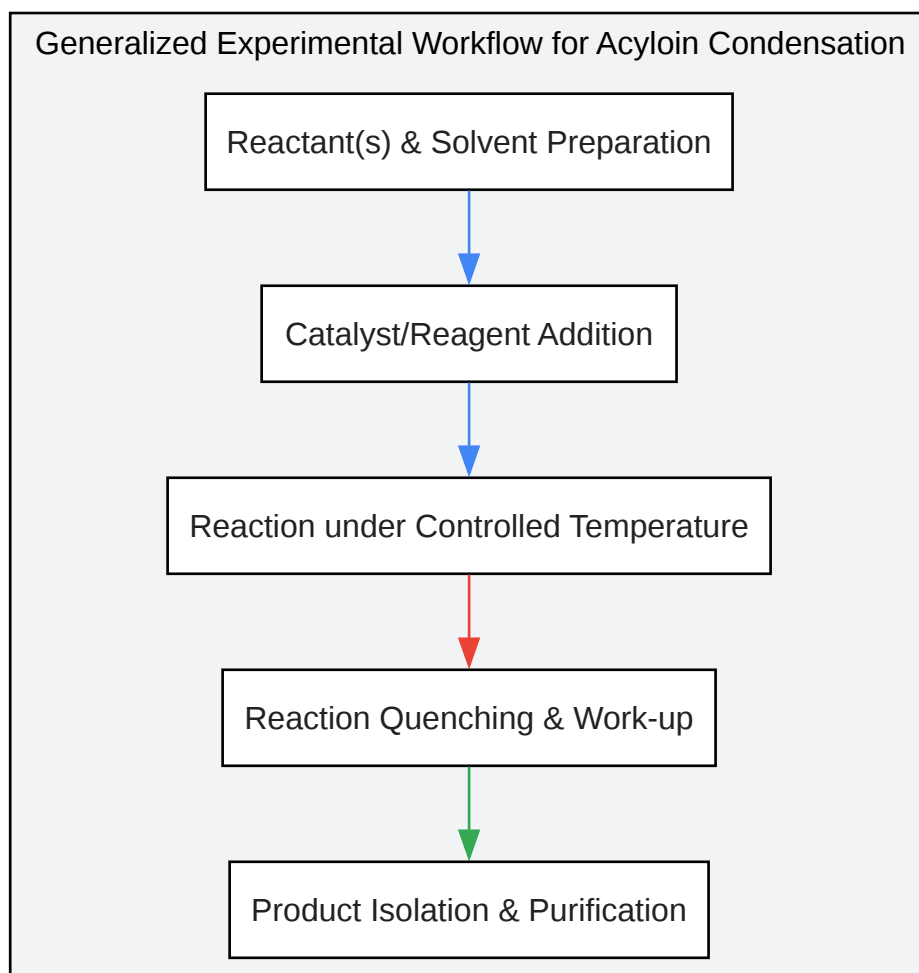 Generalized Experimental Workflow for Acyloin Condensation
Reactant(s) & Solvent Preparation
Catalyst/Reagent Addition
Reaction under Controlled Temperature
Reaction Quenching & Work-up
Product Isolation & Purification